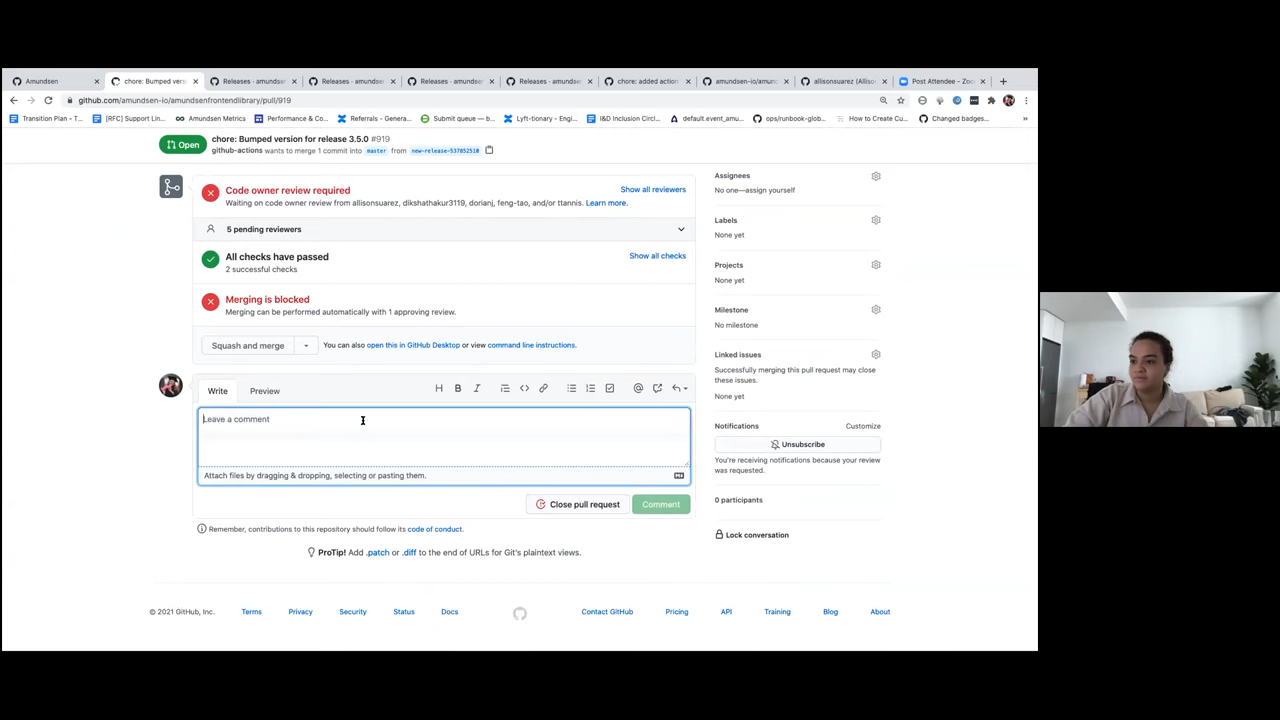 Amundsen
chore: Bumped vers
Releases · amundsen
Releases · amundse
Releases · amundse
Releases · amundse
chore: added action
amundsen-io/amun
allisonsuarez (Alliso
Post Attendee - Zoo
github.com/amundsen-io/amundsenfrontendlibrary/pull/919
Transition Plan - T...
[RFC] Support Lin...
Amundsen Metrics
Performance & Co...
Referrals - Genera...
Submit queue — b...
Lyft-tionary - Engi...
I&D Inclusion Circl...
default.event_amu...
ops/runbook-glob...
How to Create Cu...
Changed badges...
»
Open
chore: Bumped version for release 3.5.0 #919
github-actions wants to merge 1 commit into master from new-release-537852510
Code owner review required
Show all reviewers
Waiting on code owner review from allisonsuarez, dikshathakur3119, dorianj, feng-tao, and/or ttannis. Learn more.
5 pending reviewers
All checks have passed
Show all checks
2 successful checks
Merging is blocked
Merging can be performed automatically with 1 approving review.
Squash and merge
You can also open this in GitHub Desktop or view command line instructions.
Write
Preview
Leave a comment
Attach files by dragging & dropping, selecting or pasting them.
Close pull request
Comment
Remember, contributions to this repository should follow its code of conduct.
ProTip! Add .patch or .diff to the end of URLs for Git's plaintext views.
Assignees
No one—assign yourself
Labels
None yet
Projects
None yet
Milestone
No milestone
Linked issues
Successfully merging this pull request may close
these issues.
None yet
Notifications
Customize
Unsubscribe
You're receiving notifications because your review
was requested.
0 participants
Lock conversation
© 2021 GitHub, Inc.
Terms
Privacy
Security
Status
Docs
Contact GitHub
Pricing
API
Training
Blog
About